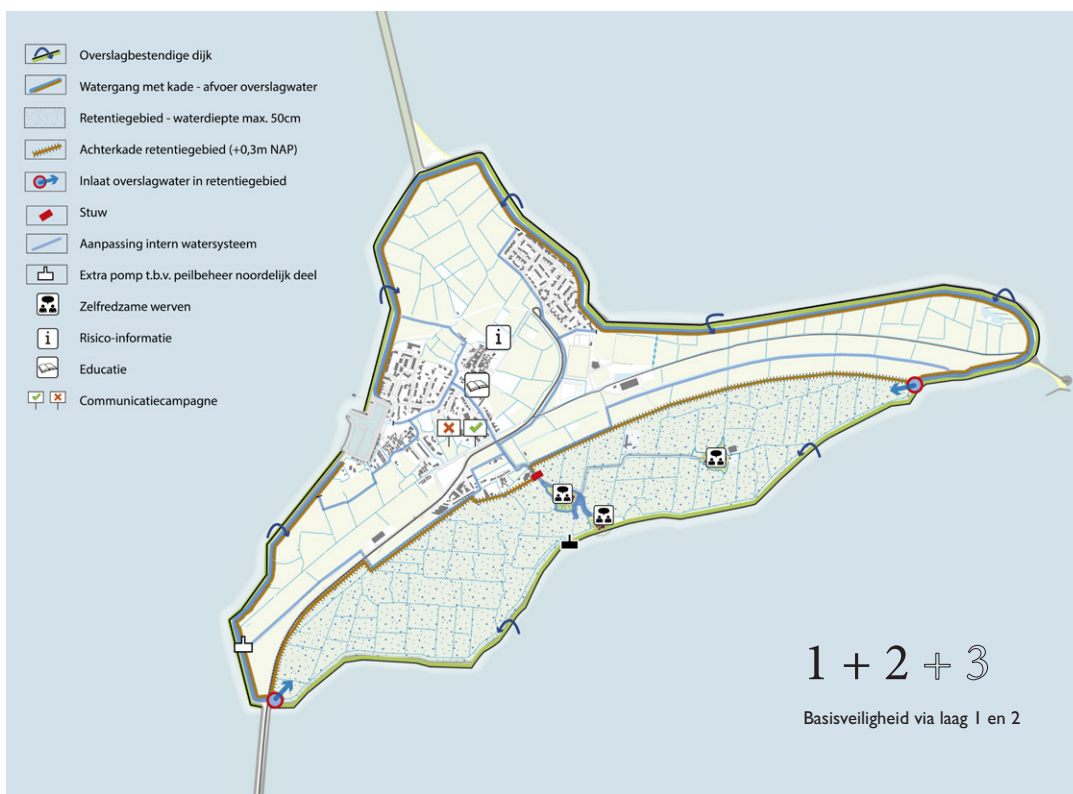 Overslagbestendige dijk
Watergang met kade - afvoer overslagwater
Retentiegebied - waterdiepte max. 50cm
Achterkade retentiegebied (+0,3m NAP)
Inlaat overslagwater in retentiegebied
Stuw
Aanpassing intern watersysteem
Extra pomp t.b.v. peilbeheer noordelijk deel
Zelfredzame werven
i Risico-informatie
Educatie
Communicatiecampagne
i
1 + 2 + 3
Basisveiligheid via laag 1 en 2